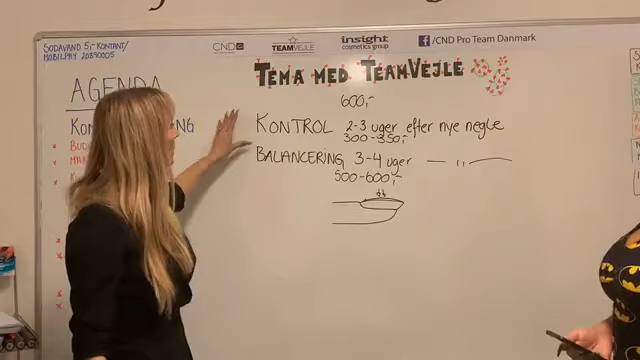 SODAVAND 5,- KONTANT/
MOBILEPAY 20890005
CND
TEAMVEJLE
insight
cosmetics group
/CND Pro Team Danmark
TEMA MED TEAMVEJLE
AGENDA
600,-
KONTROL 2-3 uger efter nye negle
300-350,-
BALANCERING 3-4 uger — ,, —
500-600,-